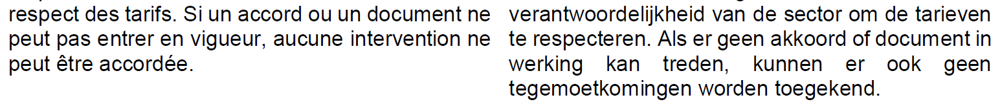 respect des tarifs. Si un accord ou un document ne
peut pas entrer en vigueur, aucune intervention ne
peut être accordée.
verantwoordelijkheid van de sector om de tarieven
te respecteren. Als er geen akkoord of document in
werking kan treden, kunnen er ook geen
tegemoetkomingen worden toegekend.